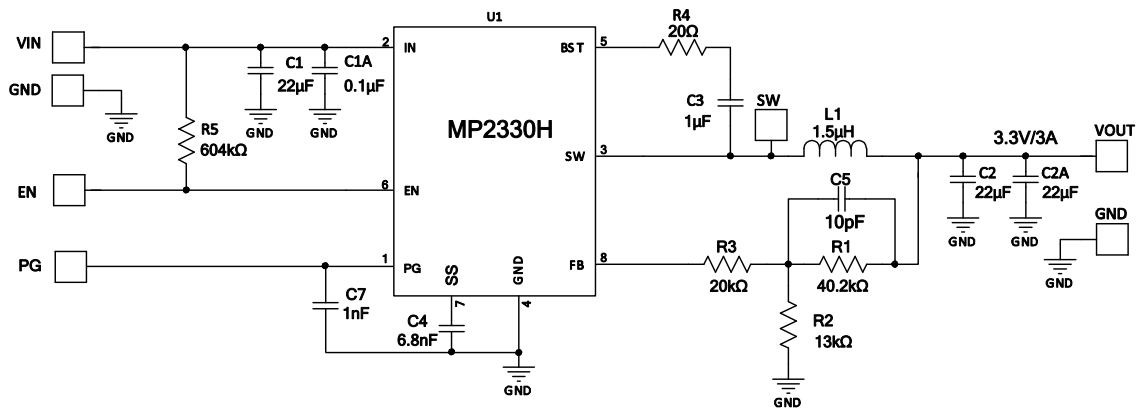 U1
VIN
GND
GND
R5
604kΩ
C1
22µF
GND
C1A
0.1µF
GND
EN
PG
C7
1nF
2
IN
6
EN
1
PG
MP2330H
SS
7
GND
4
C4
6.8nF
GND
BST
5
SW
3
FB
8
R4
20Ω
C3
1µF
SW
L1
1.5µH
3.3V/3A
VOUT
C2
22µF
GND
C2A
22µF
GND
GND
GND
C5
10pF
R3
20kΩ
R1
40.2kΩ
R2
13kΩ
GND